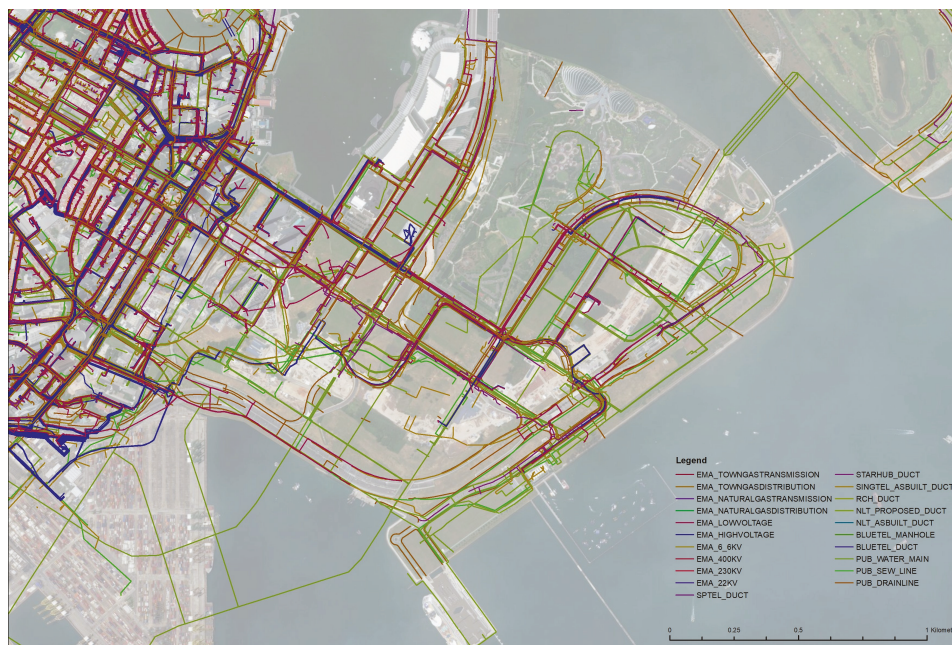 Legend
EMA_TOWNGASTRANSMISSION
EMA_TOWNGASDISTRIBUTION
EMA_NATURALGASTRANSMISSION
EMA_NATURALGASDISTRIBUTION
EMA_LOWVOLTAGE
EMA_HIGHVOLTAGE
EMA_6_6KV
EMA_400KV
EMA_230KV
EMA_22KV
SPTEL_DUCT
STARHUB_DUCT
SINGTEL_ASBUILT_DUCT
RCH_DUCT
NLT_PROPOSED_DUCT
NLT_ASBUILT_DUCT
BLUETEL_MANHOLE
BLUETEL_DUCT
PUB_WATER_MAIN
PUB_SEW_LINE
PUB_DRAINLINE
0 0.25 0.5 1 Kilomet